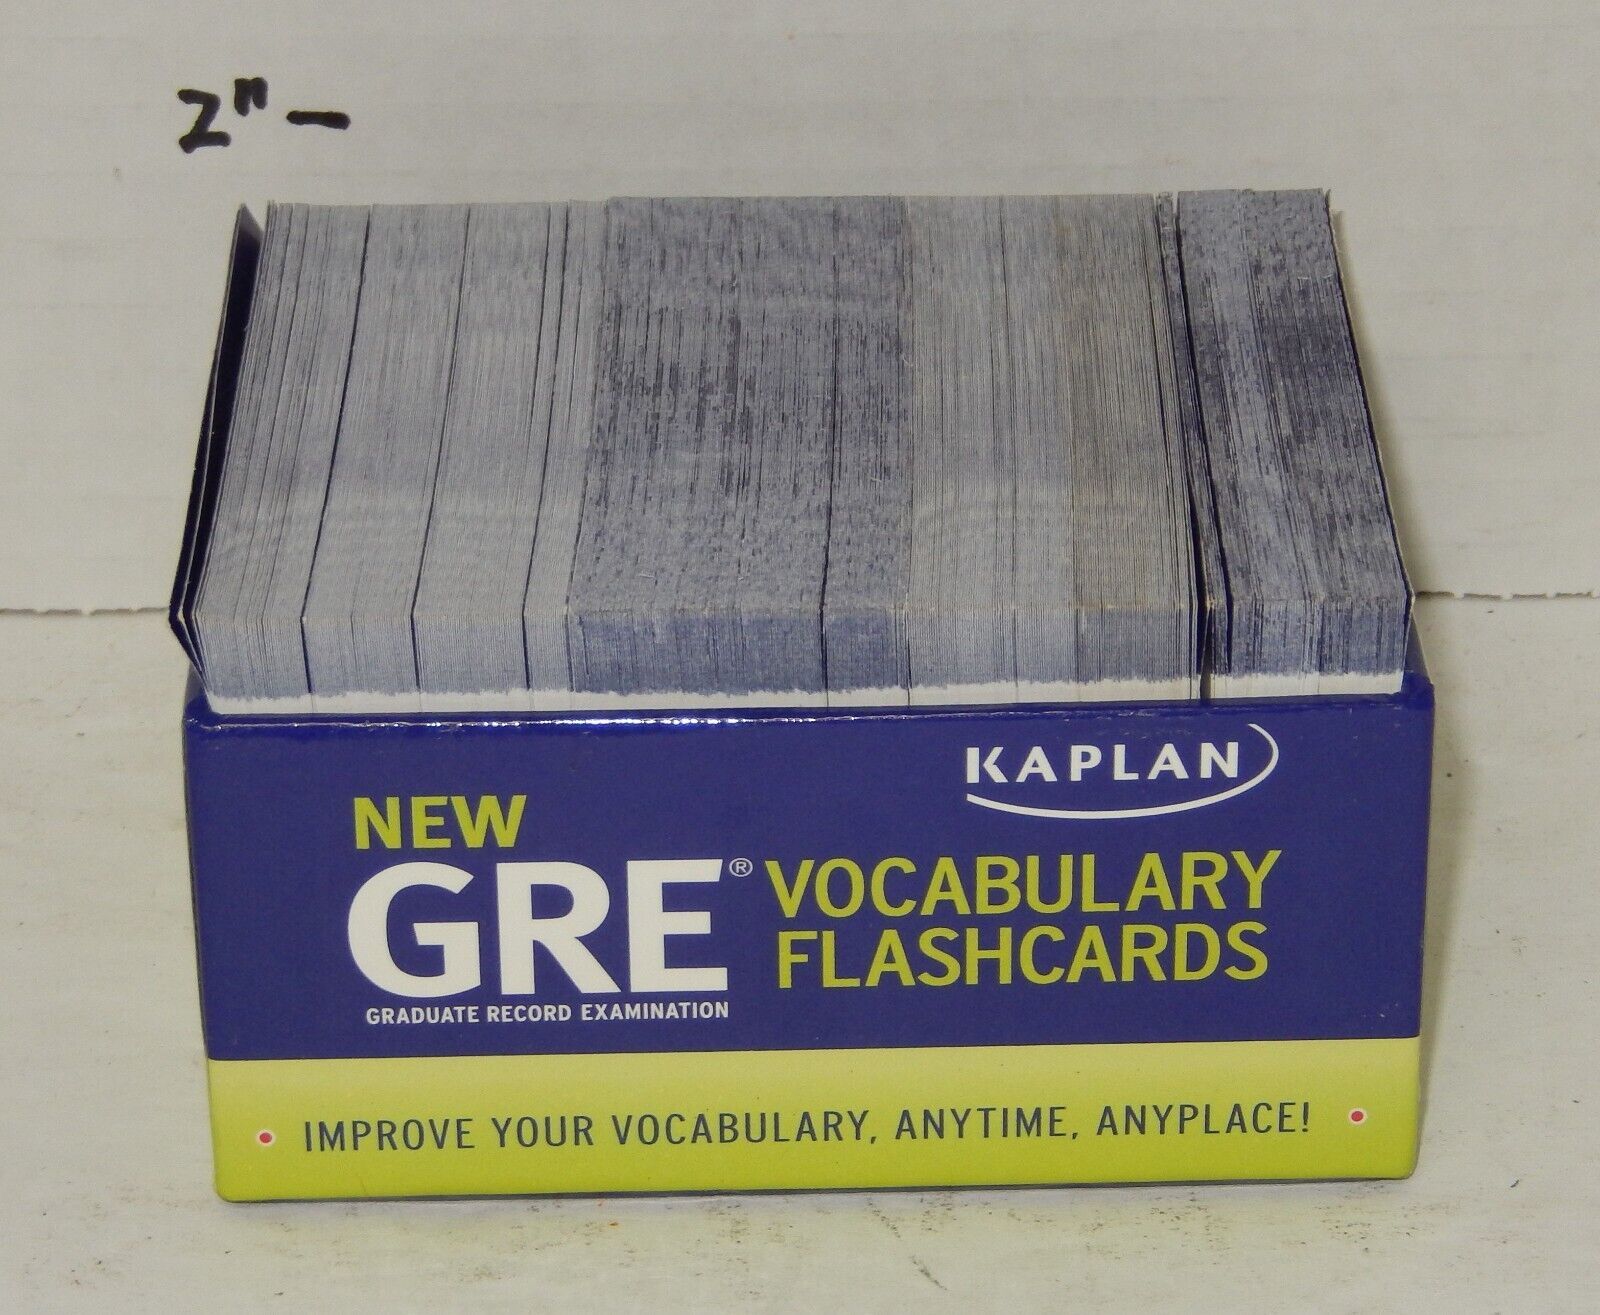 2" –
KAPLAN
NEW
GRE® VOCABULARY
FLASHCARDS
GRADUATE RECORD EXAMINATION
• IMPROVE YOUR VOCABULARY, ANYTIME, ANYPLACE! •